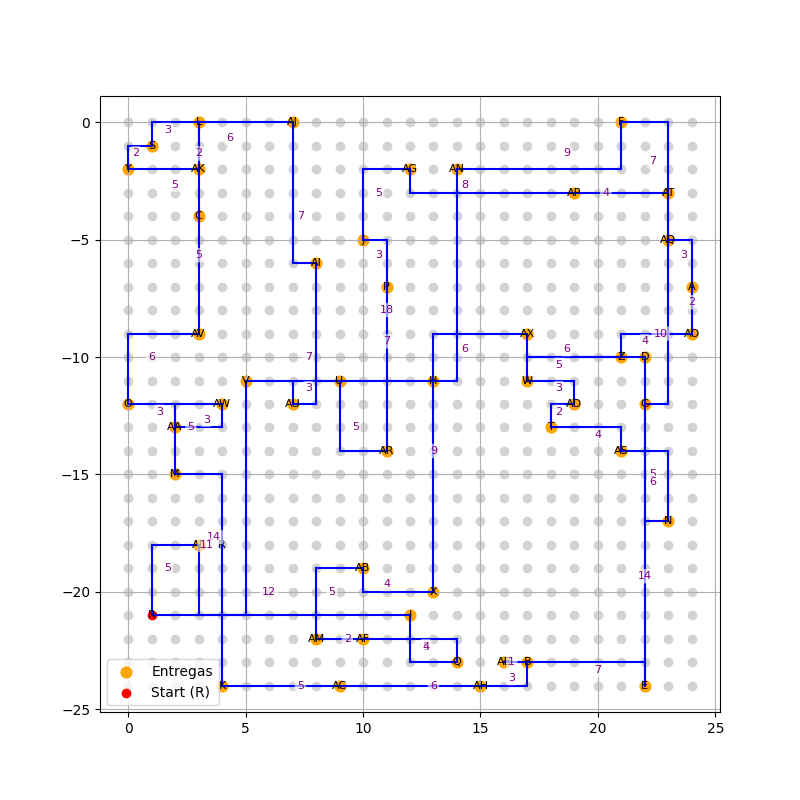 0
−5
−10
−15
−20
−25
0
5
10
15
20
25
L
AJ
F
3
6
S
2
2
9
7
Y
AK
AG
AN
5
5
8
AP
4
AT
C
7
5
3
AQ
3
AI
P
A
18
2
AV
7
6
AX
4
10
AO
6
7
6
5
Z
D
V
3
U
H
W
3
O
3
AW
AU
2
AD
G
AA
5
3
5
T
4
M
AR
9
AS
5
6
N
14
11
5
AB
12
5
4
X
14
AM
2
AF
4
Q
1
B
7
K
5
AC
6
AH
3
E
Entregas
Start (R)